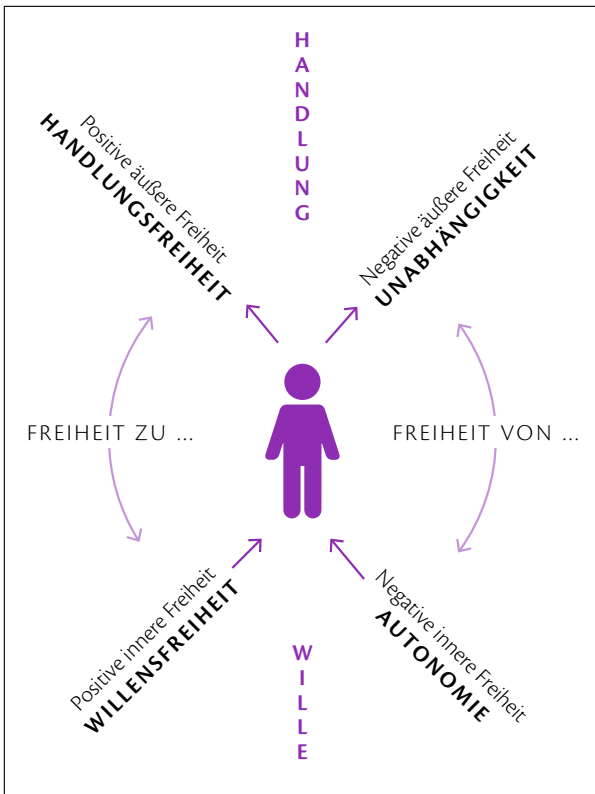 HANDLUNG
Positive äußere Freiheit
HANDLUNGSFREIHEIT
Negative äußere Freiheit
UNABHÄNGIGKEIT
FREIHEIT ZU ...
FREIHEIT VON ...
Positive innere Freiheit
WILLENSFREIHEIT
Negative innere Freiheit
AUTONOMIE
WILLE